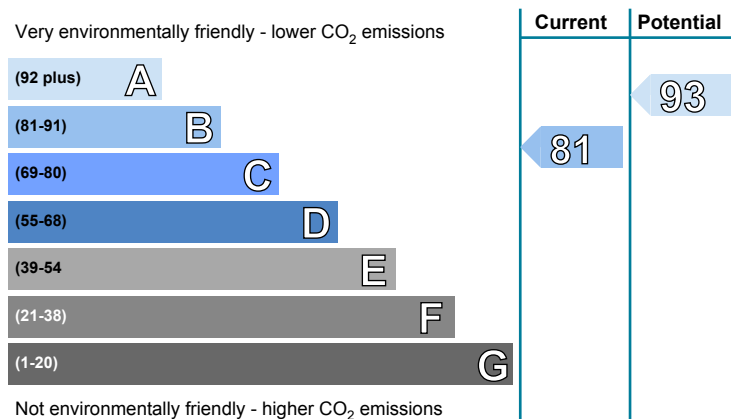 Very environmentally friendly - lower CO2 emissions
Current
Potential
(92 plus) A
(81-91) B
(69-80) C
(55-68) D
(39-54 E
(21-38) F
(1-20) G
93
81
Not environmentally friendly - higher CO2 emissions